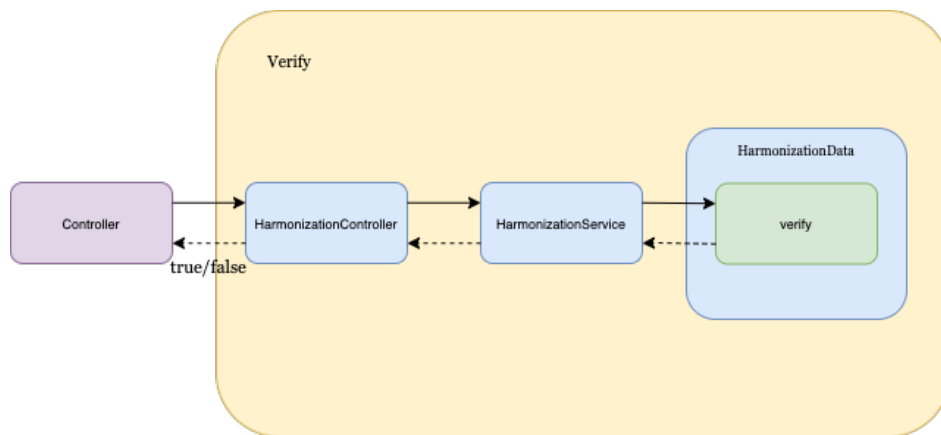 Verify
HarmonizationData
Controller
HarmonizationController
HarmonizationService
verify
true/false